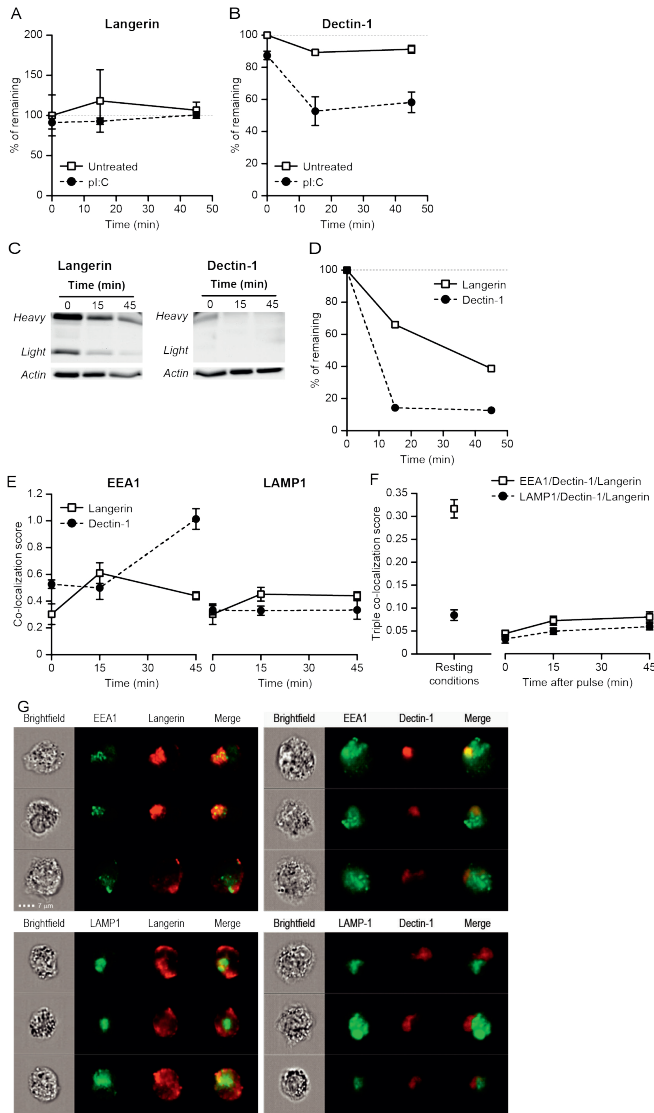 A
Langerin
200
150
100
50
0
% of remaining
Untreated
pI:C
0 10 20 30 40 50
Time (min)
B
Dectin-1
100
80
60
40
20
0
% of remaining
Untreated
pI:C
0 10 20 30 40 50
Time (min)
C
Langerin
Time (min)
0 15 45
Heavy
Light
Actin
Dectin-1
Time (min)
0 15 45
Heavy
Light
Actin
D
100
80
60
40
20
0
% of remaining
Langerin
Dectin-1
0 10 20 30 40 50
Time (min)
E
EEA1
LAMP1
1.2
1.0
0.8
0.6
0.4
0.2
0
Co-localization score
Langerin
Dectin-1
0 15 30 45
Time (min)
0 15 30 45
Time (min)
F
EEA1/Dectin-1/Langerin
LAMP1/Dectin-1/Langerin
0.35
0.30
0.25
0.20
0.15
0.10
0.05
0
Triple co-localization score
Resting
conditions
0 15 30 45
Time after pulse (min)
G
Brightfield EEA1 Langerin Merge
7 µm
Brightfield EEA1 Dectin-1 Merge
Brightfield LAMP1 Langerin Merge
Brightfield LAMP-1 Dectin-1 Merge